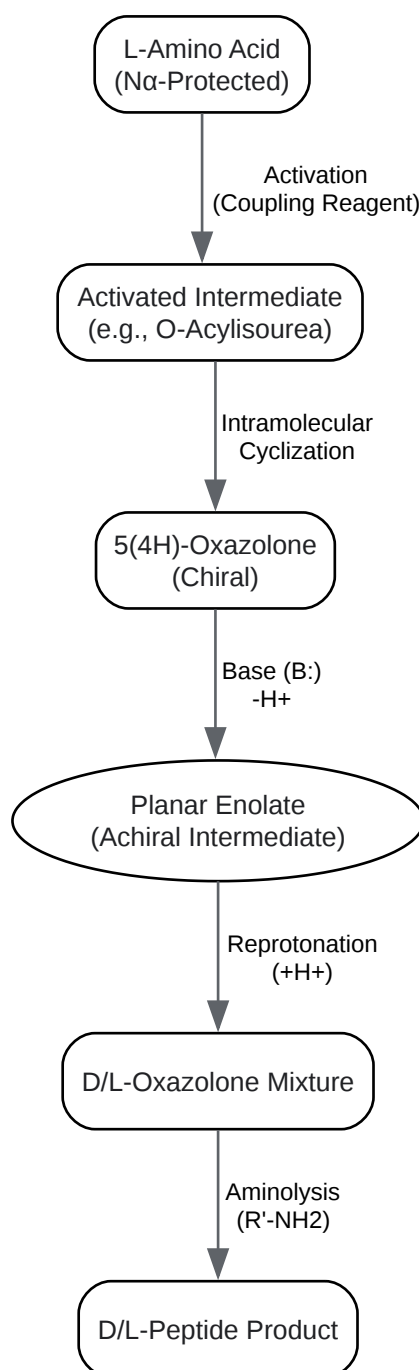 L-Amino Acid
(Nα-Protected)
Activation
(Coupling Reagent)
Activated Intermediate
(e.g., O-Acylisourea)
Intramolecular
Cyclization
5(4H)-Oxazolone
(Chiral)
Base (B:)
-H+
Planar Enolate
(Achiral Intermediate)
Reprotonation
(+H+)
D/L-Oxazolone Mixture
Aminolysis
(R'-NH2)
D/L-Peptide Product